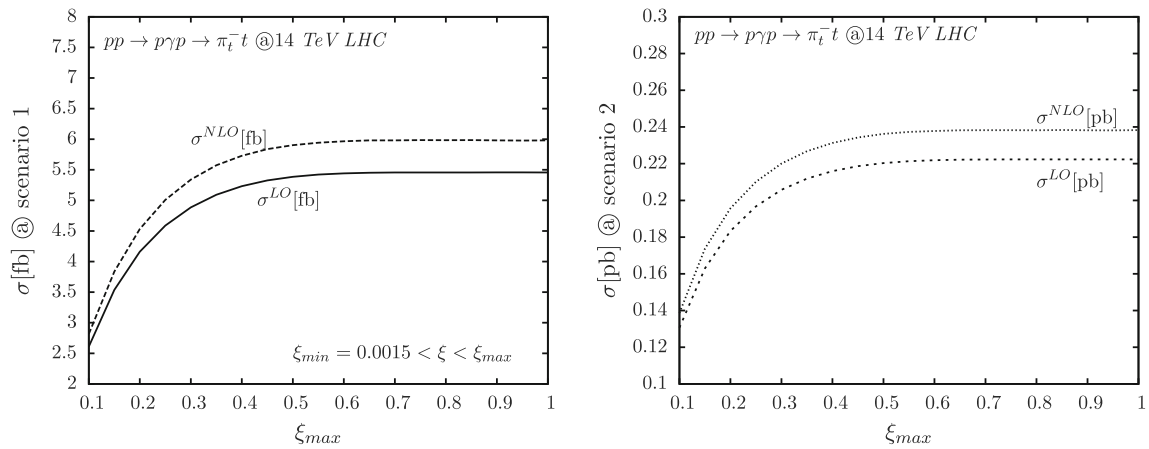 pp → pγp → π_t^- t @14 TeV LHC
σ^{NLO}[fb]
σ^{LO}[fb]
ξ_{min} = 0.0015 < ξ < ξ_{max}
σ[fb] @ scenario 1
8
7.5
7
6.5
6
5.5
5
4.5
4
3.5
3
2.5
2
0.1 0.2 0.3 0.4 0.5 0.6 0.7 0.8 0.9 1
ξ_{max}
pp → pγp → π_t^- t @14 TeV LHC
σ^{NLO}[pb]
σ^{LO}[pb]
σ[pb] @ scenario 2
0.3
0.28
0.26
0.24
0.22
0.2
0.18
0.16
0.14
0.12
0.1
0.1 0.2 0.3 0.4 0.5 0.6 0.7 0.8 0.9 1
ξ_{max}